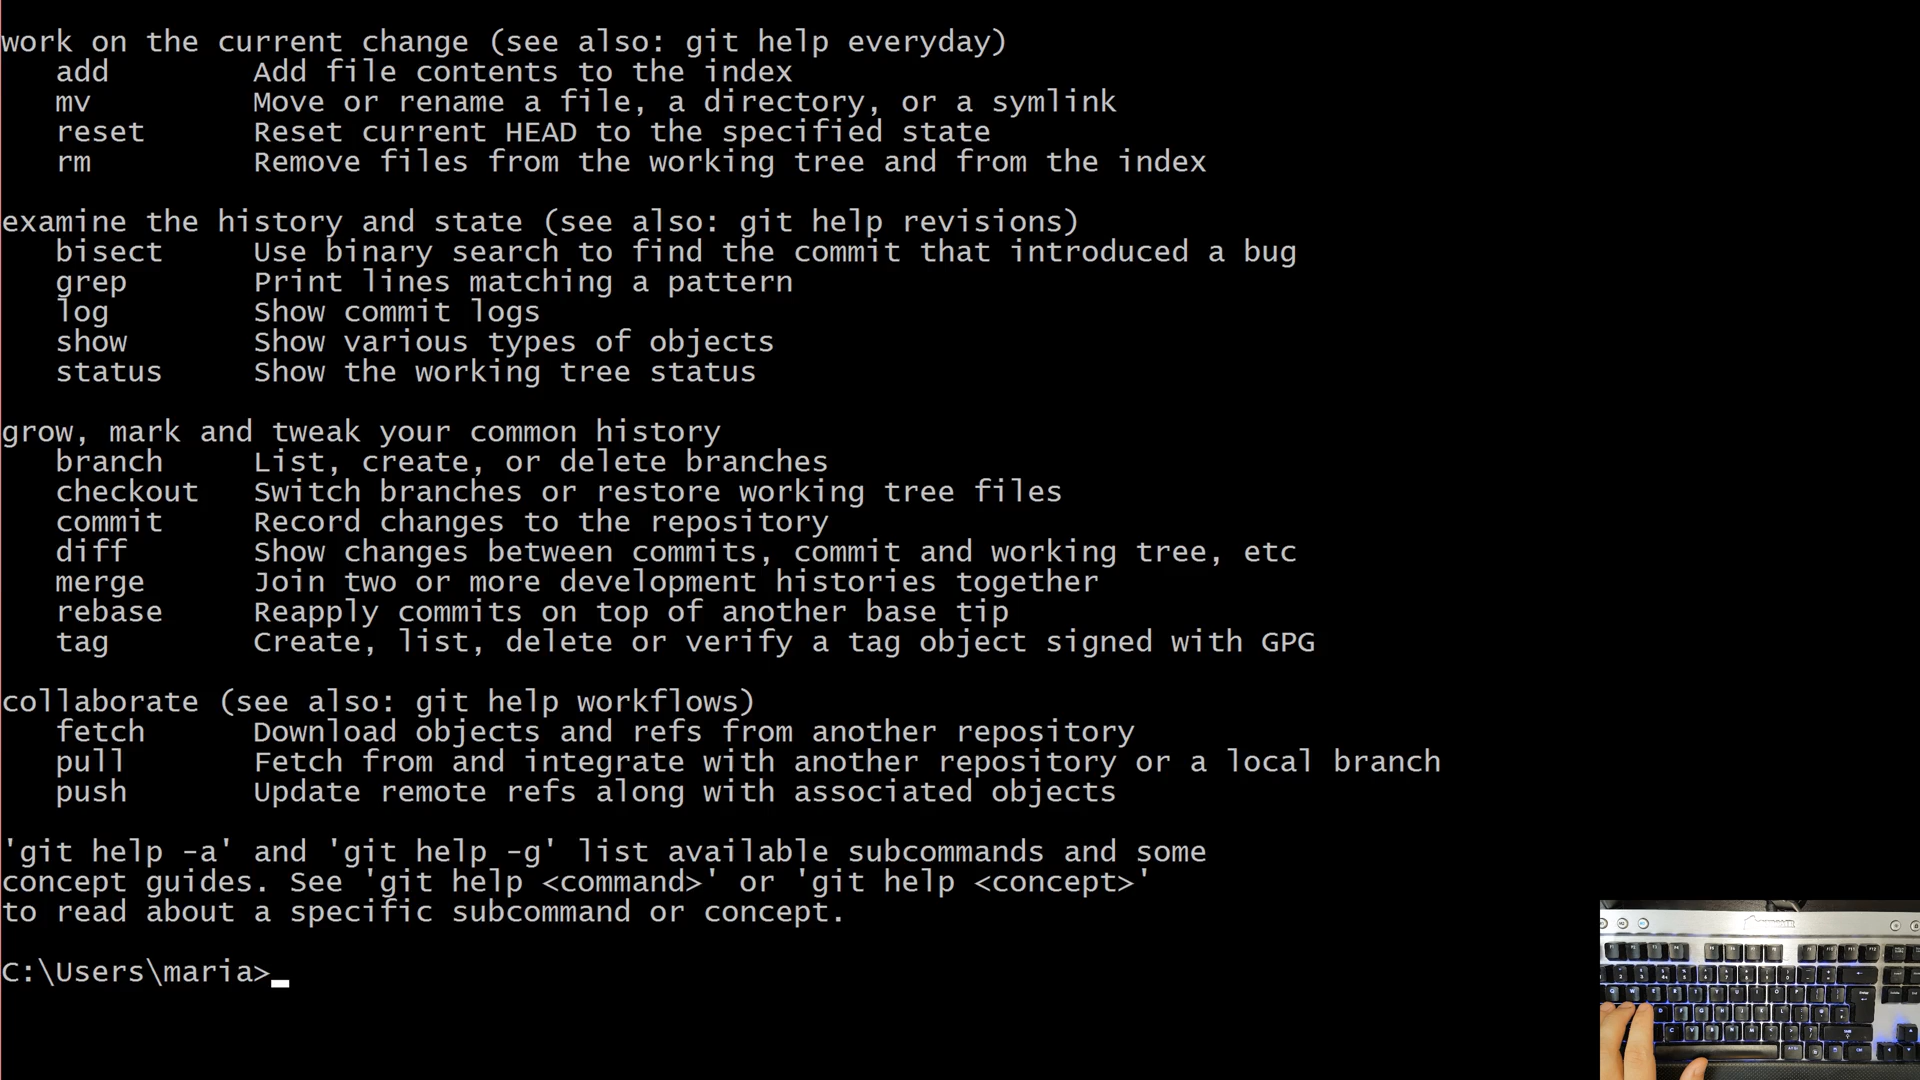 work on the current change (see also: git help everyday)
   add        Add file contents to the index
   mv         Move or rename a file, a directory, or a symlink
   reset      Reset current HEAD to the specified state
   rm         Remove files from the working tree and from the index

examine the history and state (see also: git help revisions)
   bisect     Use binary search to find the commit that introduced a bug
   grep       Print lines matching a pattern
   log        Show commit logs
   show       Show various types of objects
   status     Show the working tree status

grow, mark and tweak your common history
   branch     List, create, or delete branches
   checkout   Switch branches or restore working tree files
   commit     Record changes to the repository
   diff       Show changes between commits, commit and working tree, etc
   merge      Join two or more development histories together
   rebase     Reapply commits on top of another base tip
   tag        Create, list, delete or verify a tag object signed with GPG

collaborate (see also: git help workflows)
   fetch      Download objects and refs from another repository
   pull       Fetch from and integrate with another repository or a local branch
   push       Update remote refs along with associated objects

'git help -a' and 'git help -g' list available subcommands and some
concept guides. See 'git help <command>' or 'git help <concept>'
to read about a specific subcommand or concept.

C:\Users\maria>